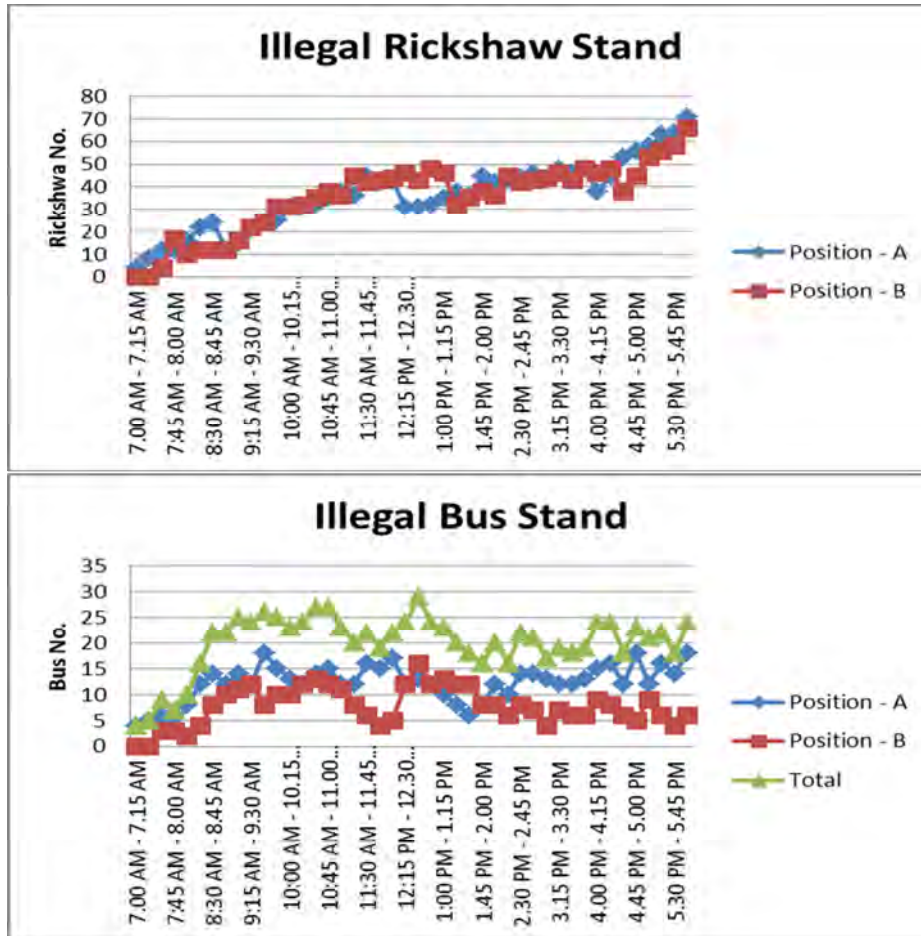 Illegal Rickshaw Stand
Rickshwa No.
80
70
60
50
40
30
20
10
0
7.00 AM - 7.15 AM
7:45 AM - 8.00 AM
8:30 AM - 8.45 AM
9:15 AM - 9.30 AM
10:00 AM - 10.15...
10:45 AM - 11.00...
11:30 AM - 11.45...
12:15 PM - 12.30...
1:00 PM - 1.15 PM
1.45 PM - 2.00 PM
2.30 PM - 2.45 PM
3.15 PM - 3.30 PM
4.00 PM - 4.15 PM
4.45 PM - 5.00 PM
5.30 PM - 5.45 PM
Position - A
Position - B
Illegal Bus Stand
Bus No.
35
30
25
20
15
10
5
0
7.00 AM - 7.15 AM
7:45 AM - 8.00 AM
8:30 AM - 8.45 AM
9:15 AM - 9.30 AM
10:00 AM - 10.15...
10:45 AM - 11.00...
11:30 AM - 11.45...
12:15 PM - 12.30...
1:00 PM - 1.15 PM
1.45 PM - 2.00 PM
2.30 PM - 2.45 PM
3.15 PM - 3.30 PM
4.00 PM - 4.15 PM
4.45 PM - 5.00 PM
5.30 PM - 5.45 PM
Position - A
Position - B
Total